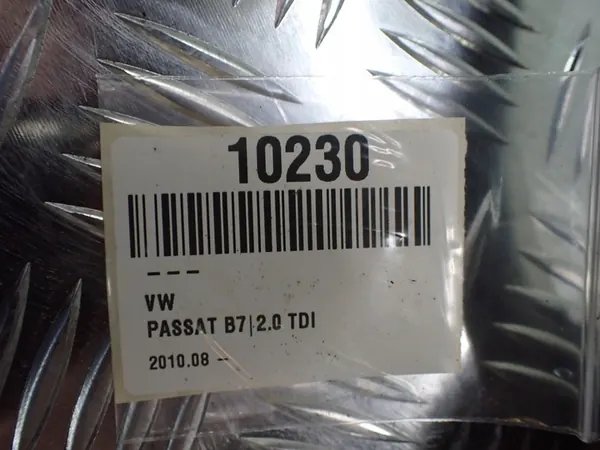 10230
---
VW
PASSAT B7|2.0 TDI
2010.08 --